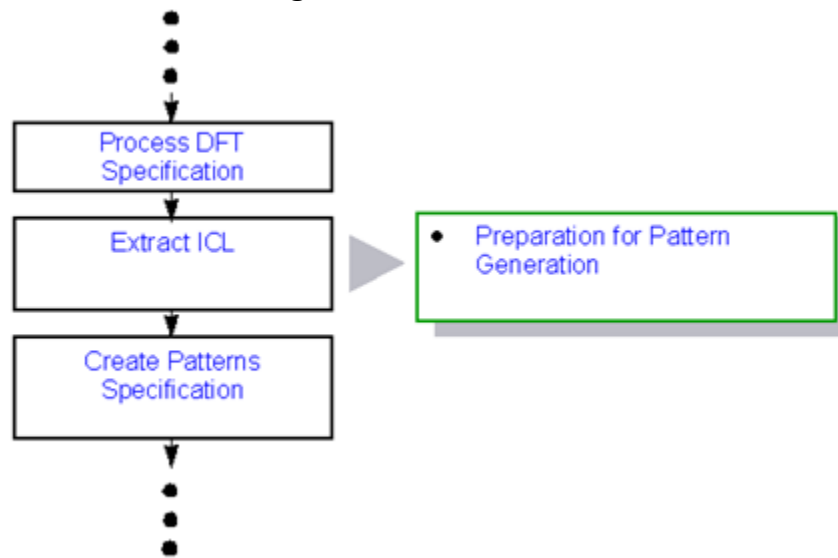 Process DFT
Specification
Extract ICL
• Preparation for Pattern
Generation
Create Patterns
Specification